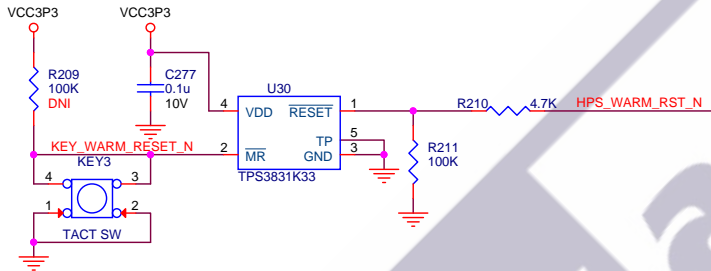 VCC3P3
VCC3P3
R209
100K
DNI
C277
0.1u
10V
U30
4
VDD
RESET
1
R210
4.7K
HPS_WARM_RST_N
KEY_WARM_RESET_N
2
MR
TP
5
GND
3
TPS3831K33
R211
100K
KEY3
4
3
1
2
TACT SW